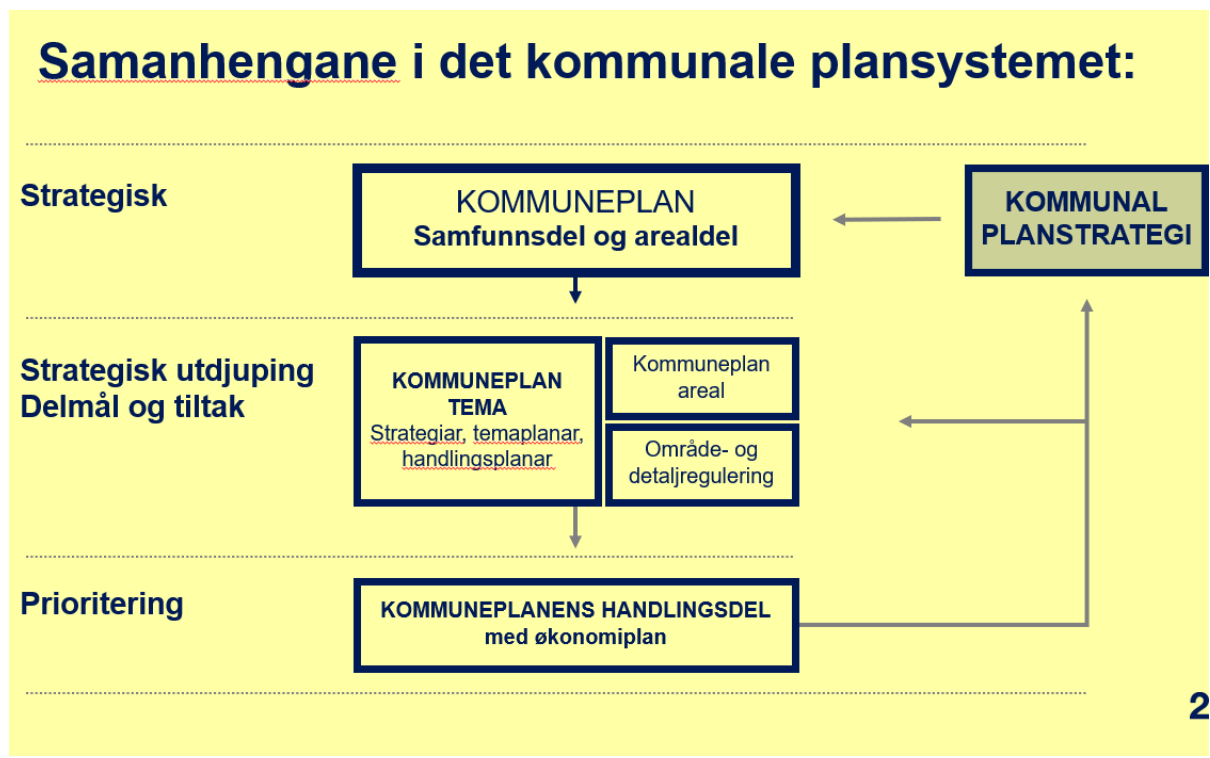 Samanhengane i det kommunale plansystemet:
Strategisk
KOMMUNEPLAN
Samfunnsdel og arealdel
KOMMUNAL
PLANSTRATEGI
Strategisk utdjuping
Delmål og tiltak
KOMMUNEPLAN
TEMA
Strategiar, temaplanar,
handlingsplanar
Kommuneplan
areal
Område- og
detaljregulering
Prioritering
KOMMUNEPLANENS HANDLINGSDEL
med økonomiplan
2